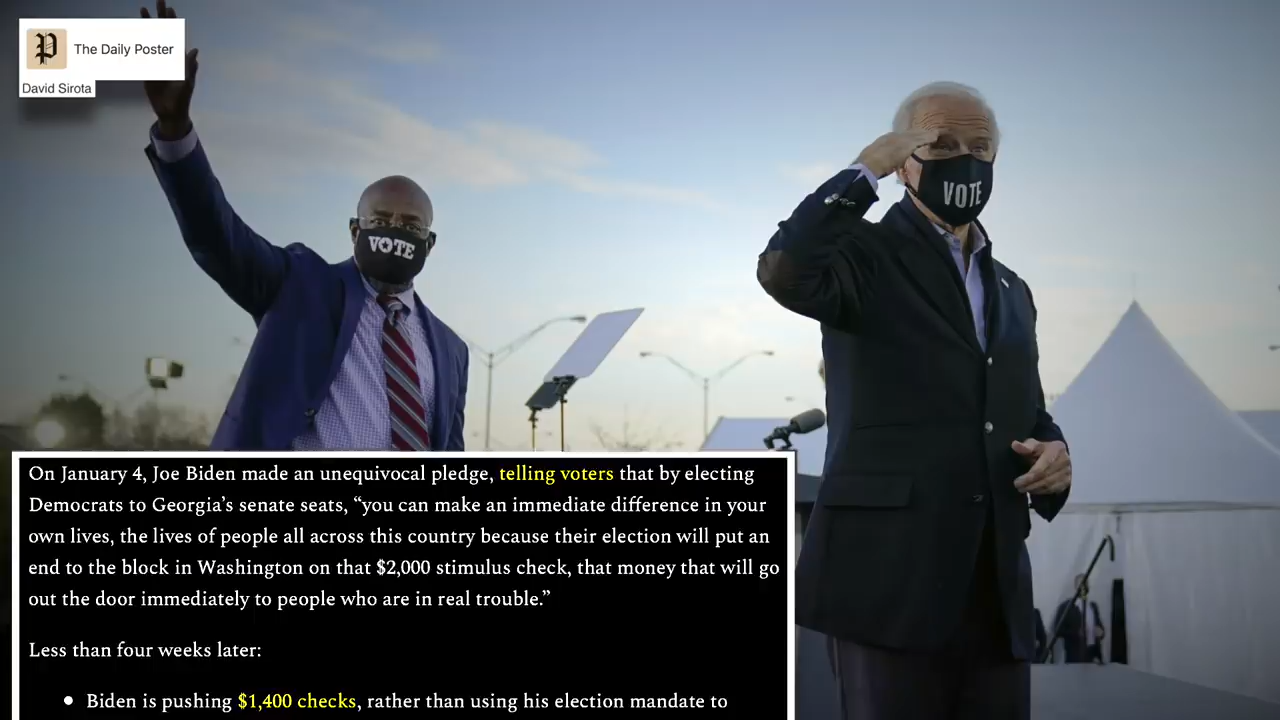 The Daily Poster
David Sirota
VOTE
VOTE
On January 4, Joe Biden made an unequivocal pledge, telling voters that by electing
Democrats to Georgia’s senate seats, “you can make an immediate difference in your
own lives, the lives of people all across this country because their election will put an
end to the block in Washington on that $2,000 stimulus check, that money that will go
out the door immediately to people who are in real trouble.”
Less than four weeks later:
• Biden is pushing $1,400 checks, rather than using his election mandate to